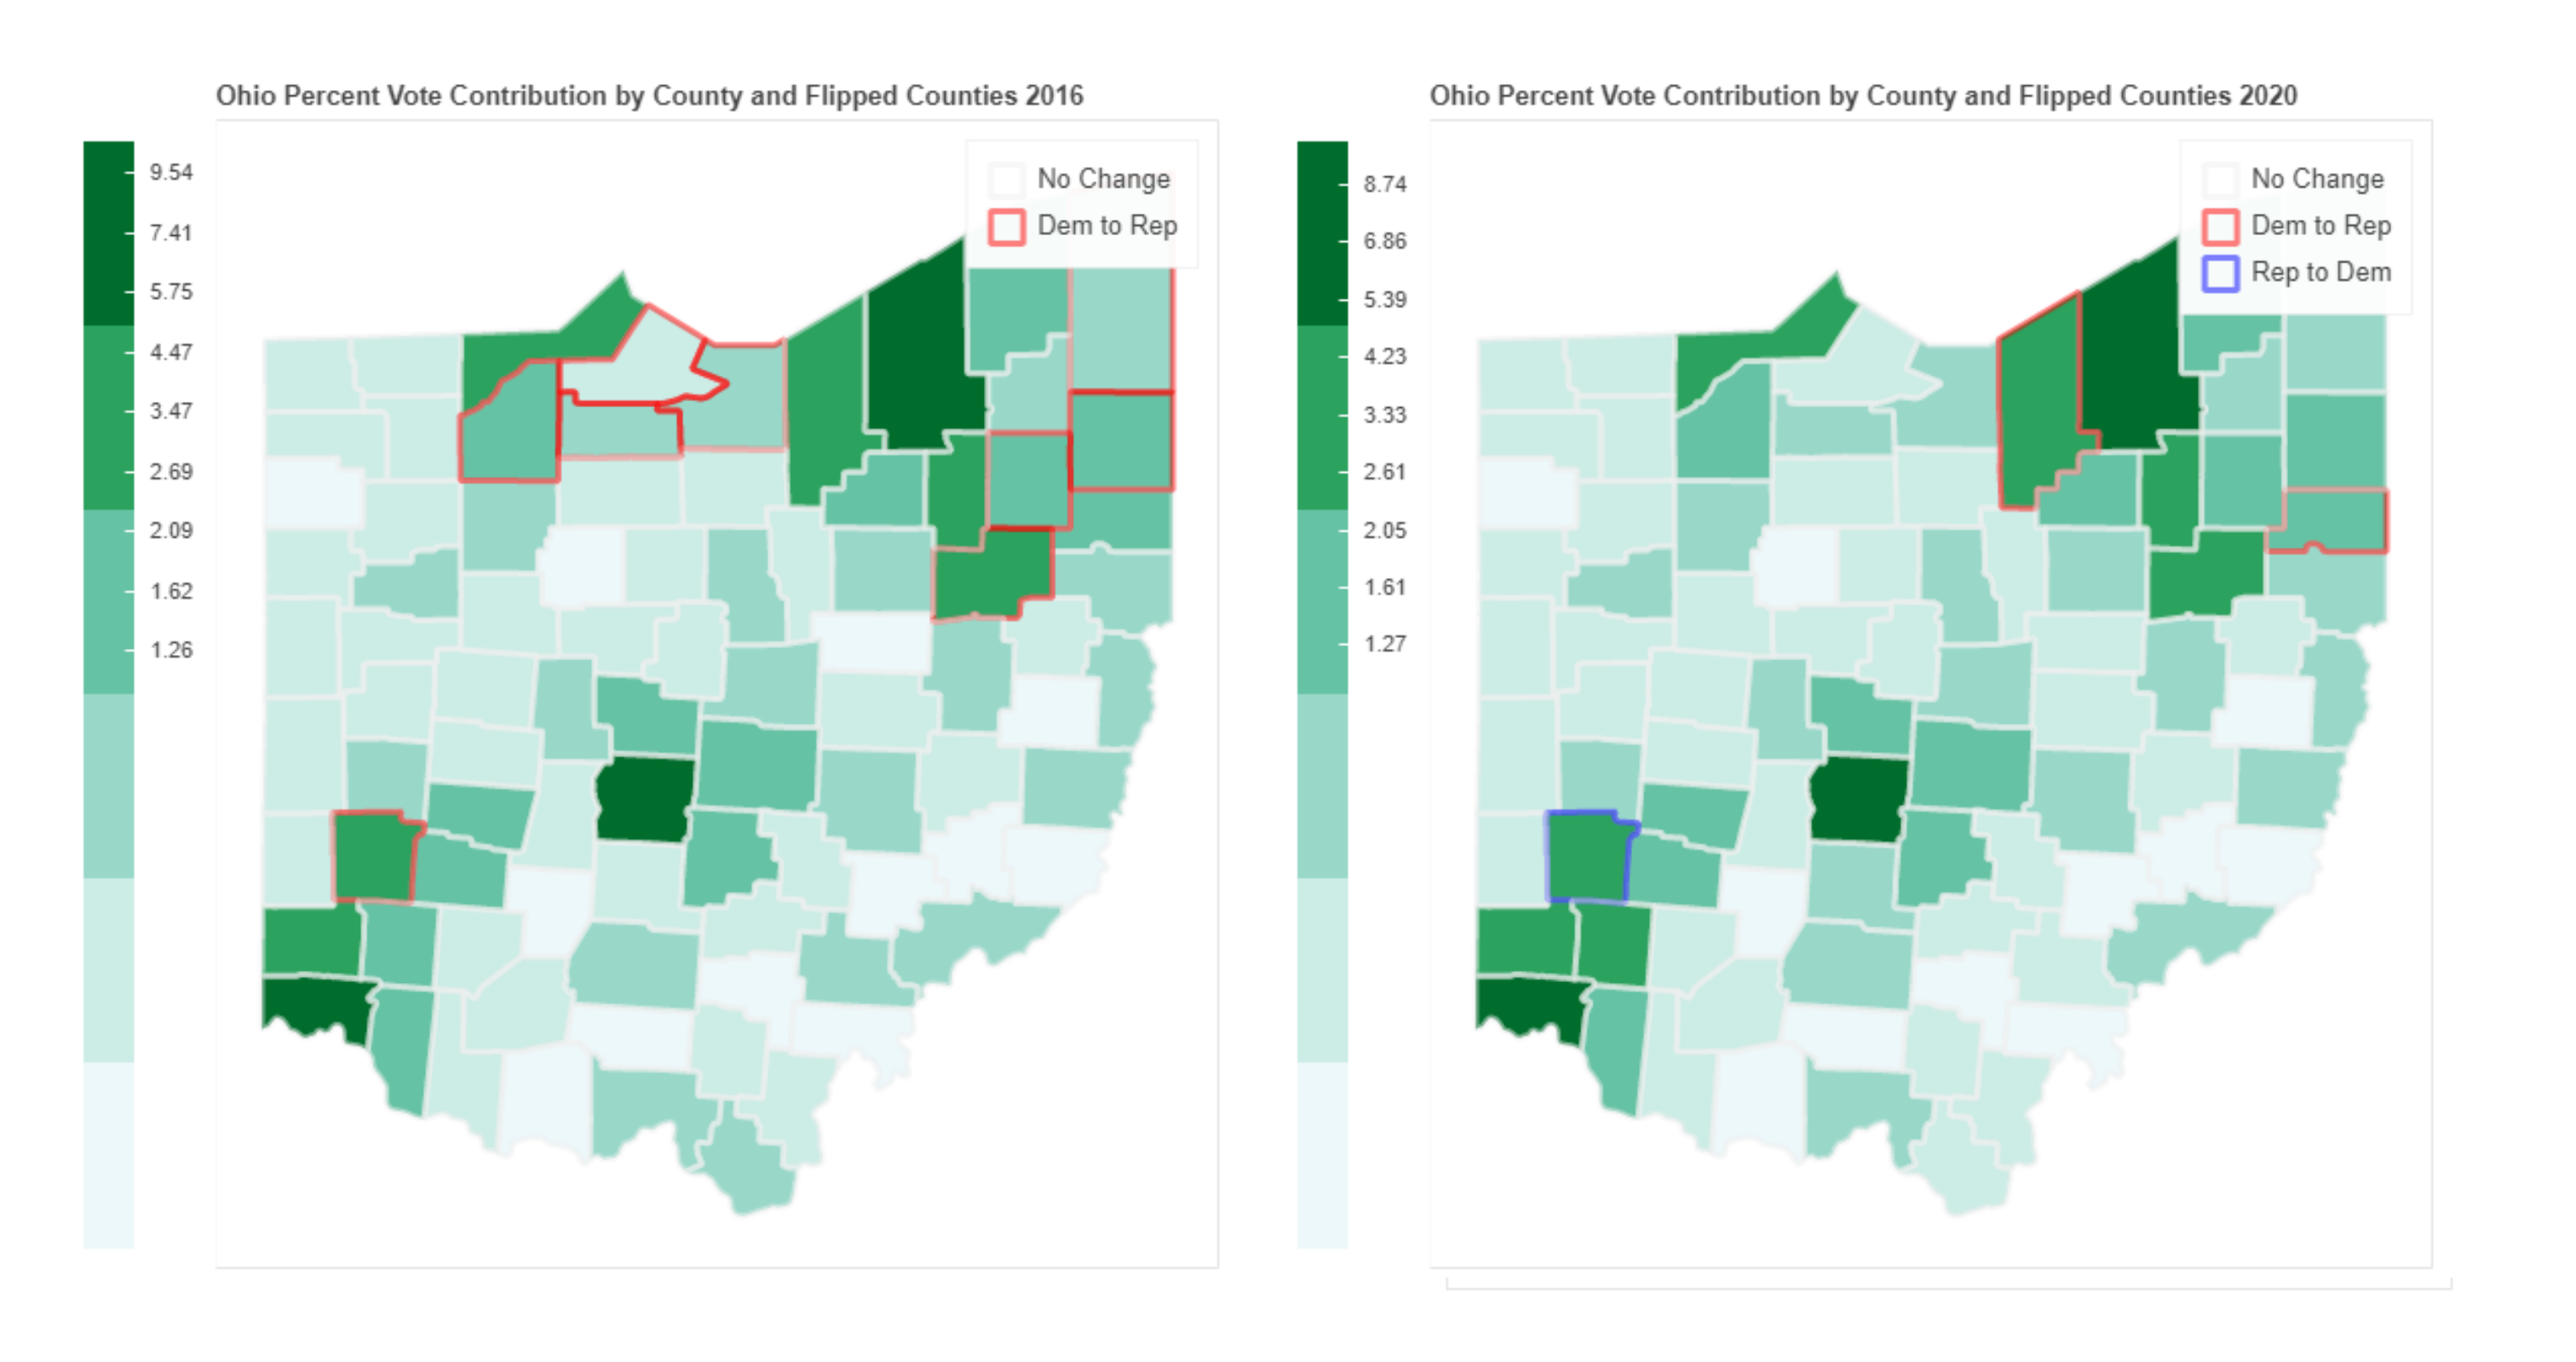 Ohio Percent Vote Contribution by County and Flipped Counties 2016
9.54
7.41
5.75
4.47
3.47
2.69
2.09
1.62
1.26
No Change
Dem to Rep
Ohio Percent Vote Contribution by County and Flipped Counties 2020
8.74
6.86
5.39
4.23
3.33
2.61
2.05
1.61
1.27
No Change
Dem to Rep
Rep to Dem